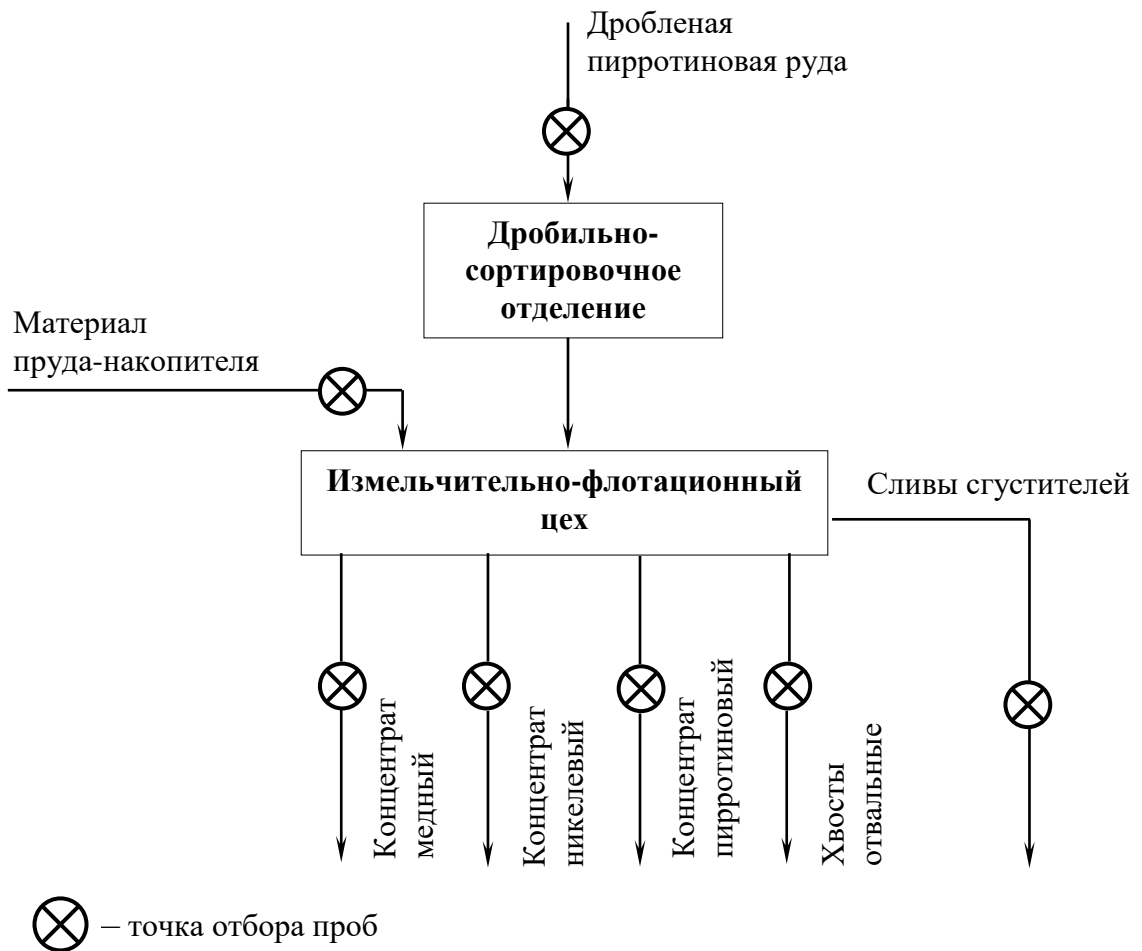 Дробленая
пирротиновая руда
Дробильно-
сортировочное
отделение
Материал
пруда-накопителя
Измельчительно-флотационный
цех
Сливы сгустителей
Концентрат
медный
Концентрат
никелевый
Концентрат
пирротиновый
Хвосты
отвальные
– точка отбора проб